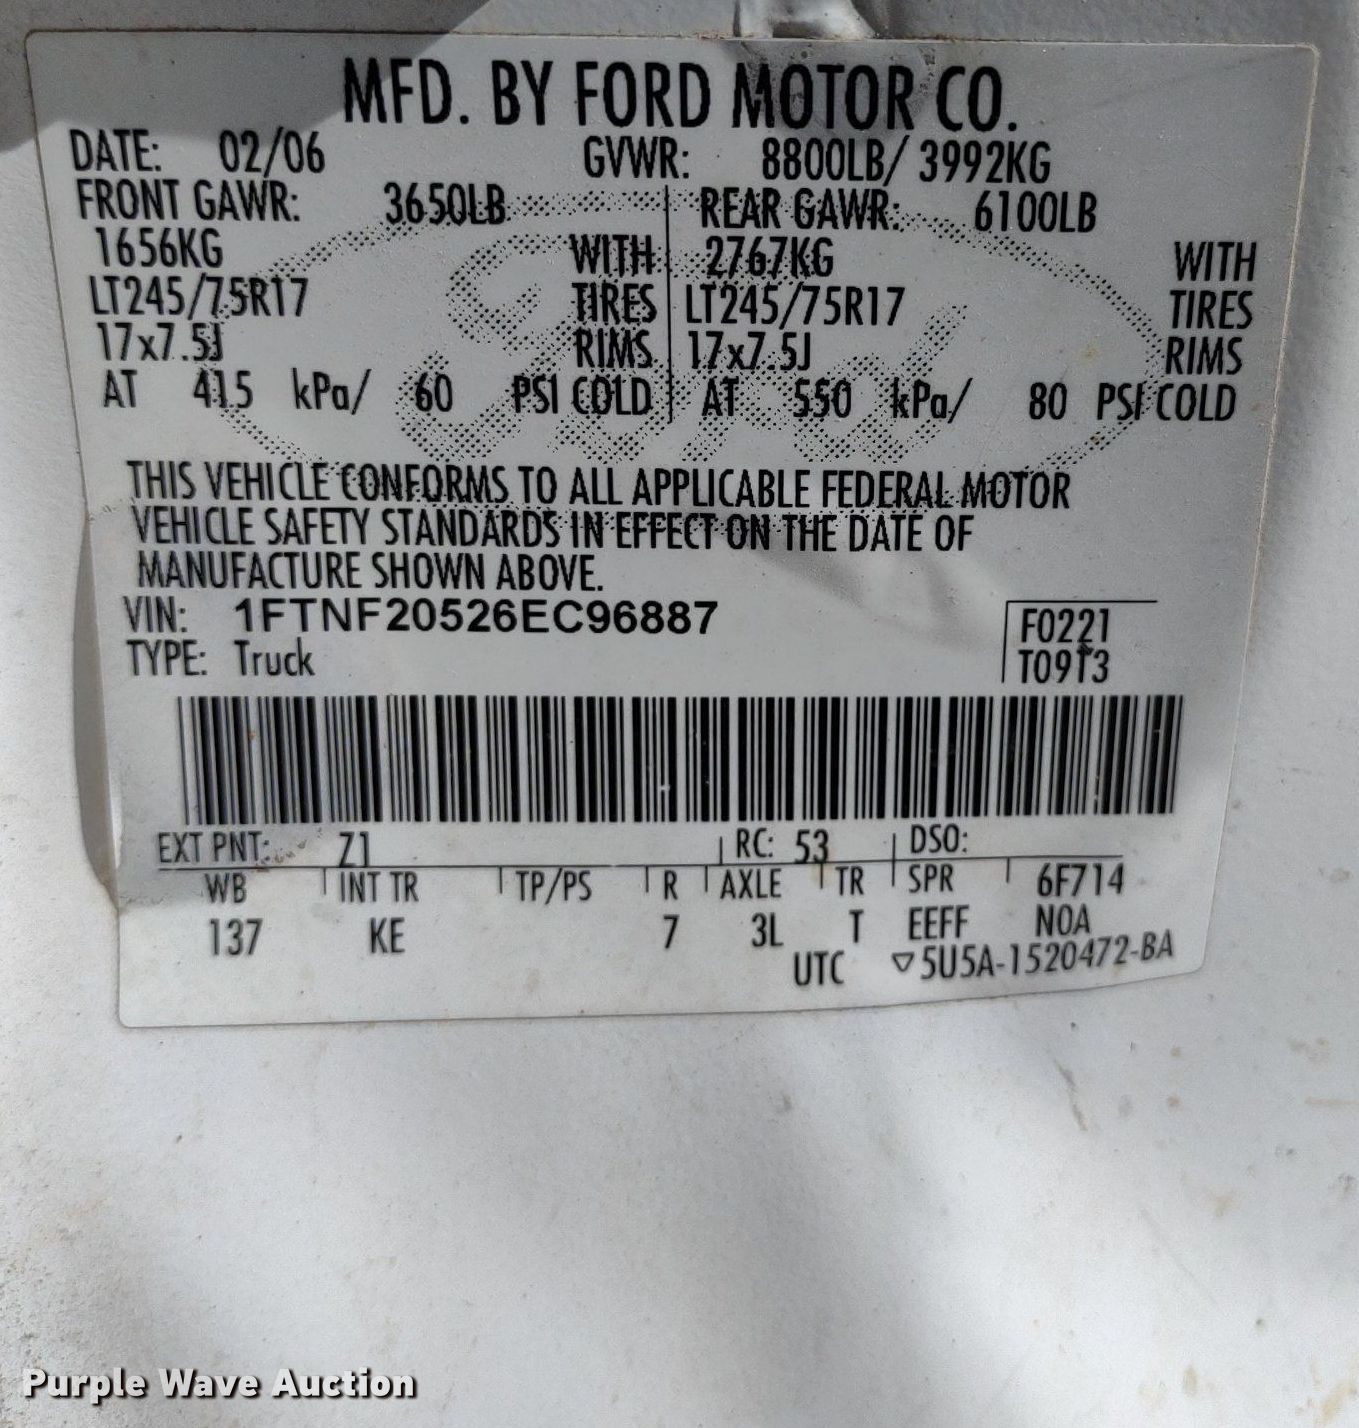 MFD. BY FORD MOTOR CO.
DATE: 02/06 GVWR: 8800LB/ 3992KG
FRONT GAWR: 3650LB REAR GAWR: 6100LB
1656KG WITH 2767KG WITH
LT245/75R17 TIRES LT245/75R17 TIRES
17x7.5J RIMS 17x7.5J RIMS
AT 415 kPa/ 60 PSI COLD AT 550 kPa/ 80 PSI COLD
THIS VEHICLE CONFORMS TO ALL APPLICABLE FEDERAL MOTOR
VEHICLE SAFETY STANDARDS IN EFFECT ON THE DATE OF
MANUFACTURE SHOWN ABOVE.
VIN: 1FTNF20526EC96887 F0221
TYPE: Truck T0913
EXT PNT: Z1 RC: 53 DSO:
WB INT TR TP/PS R AXLE TR SPR 6F714
137 KE 7 3L T EEFF NOA
UTC ▽5U5A-1520472-BA
Ford
Purple Wave Auction